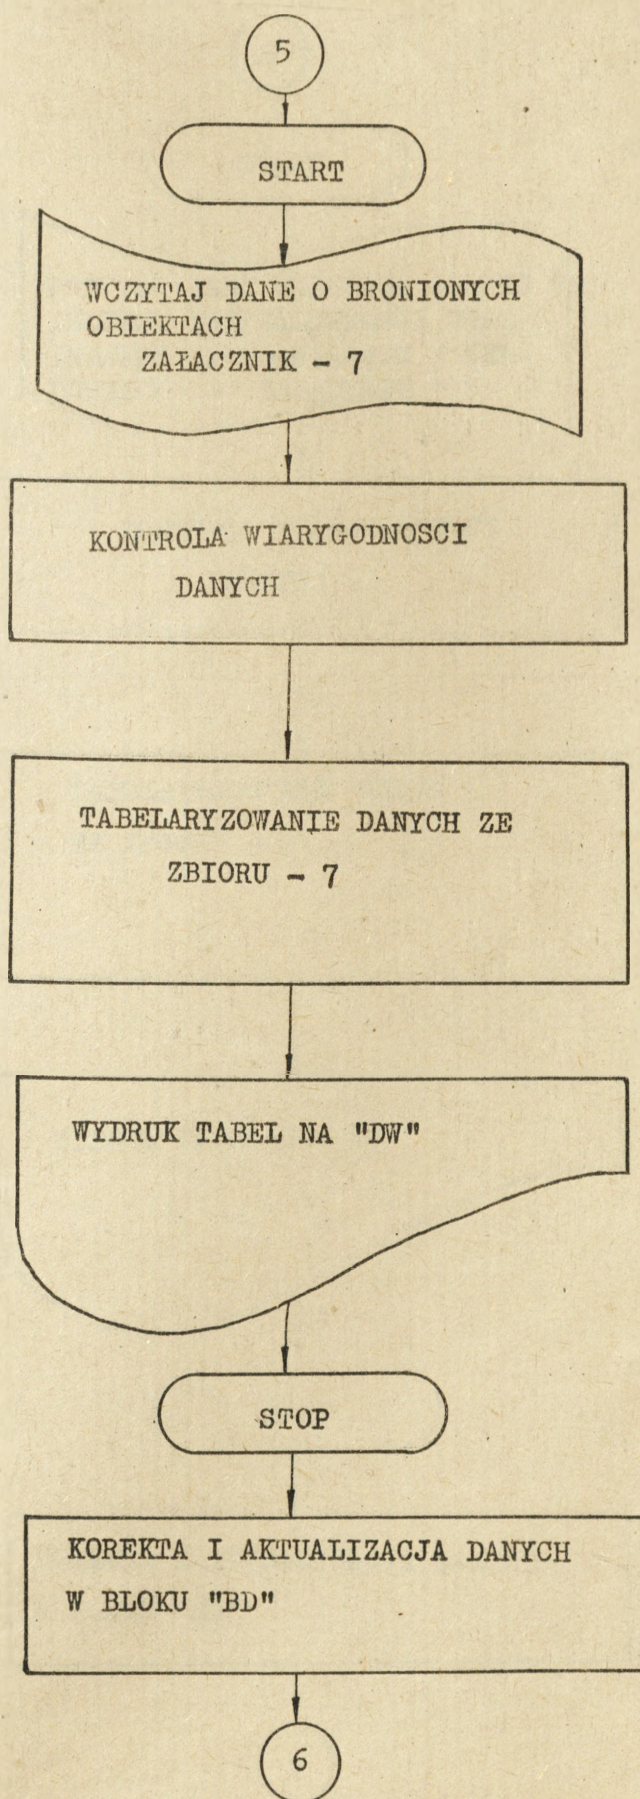 5
START
WCZYTAJ DANE O BRONIONYCH
OBIEKTACH
ZAŁACZNIK - 7
KONTROLA WIARYGODNOSCI
DANYCH
TABELARYZOWANIE DANYCH ZE
ZBIORU - 7
WYDRUK TABEL NA "DW"
STOP
KOREKTA I AKTUALIZACJA DANYCH
W BLOKU "BD"
6